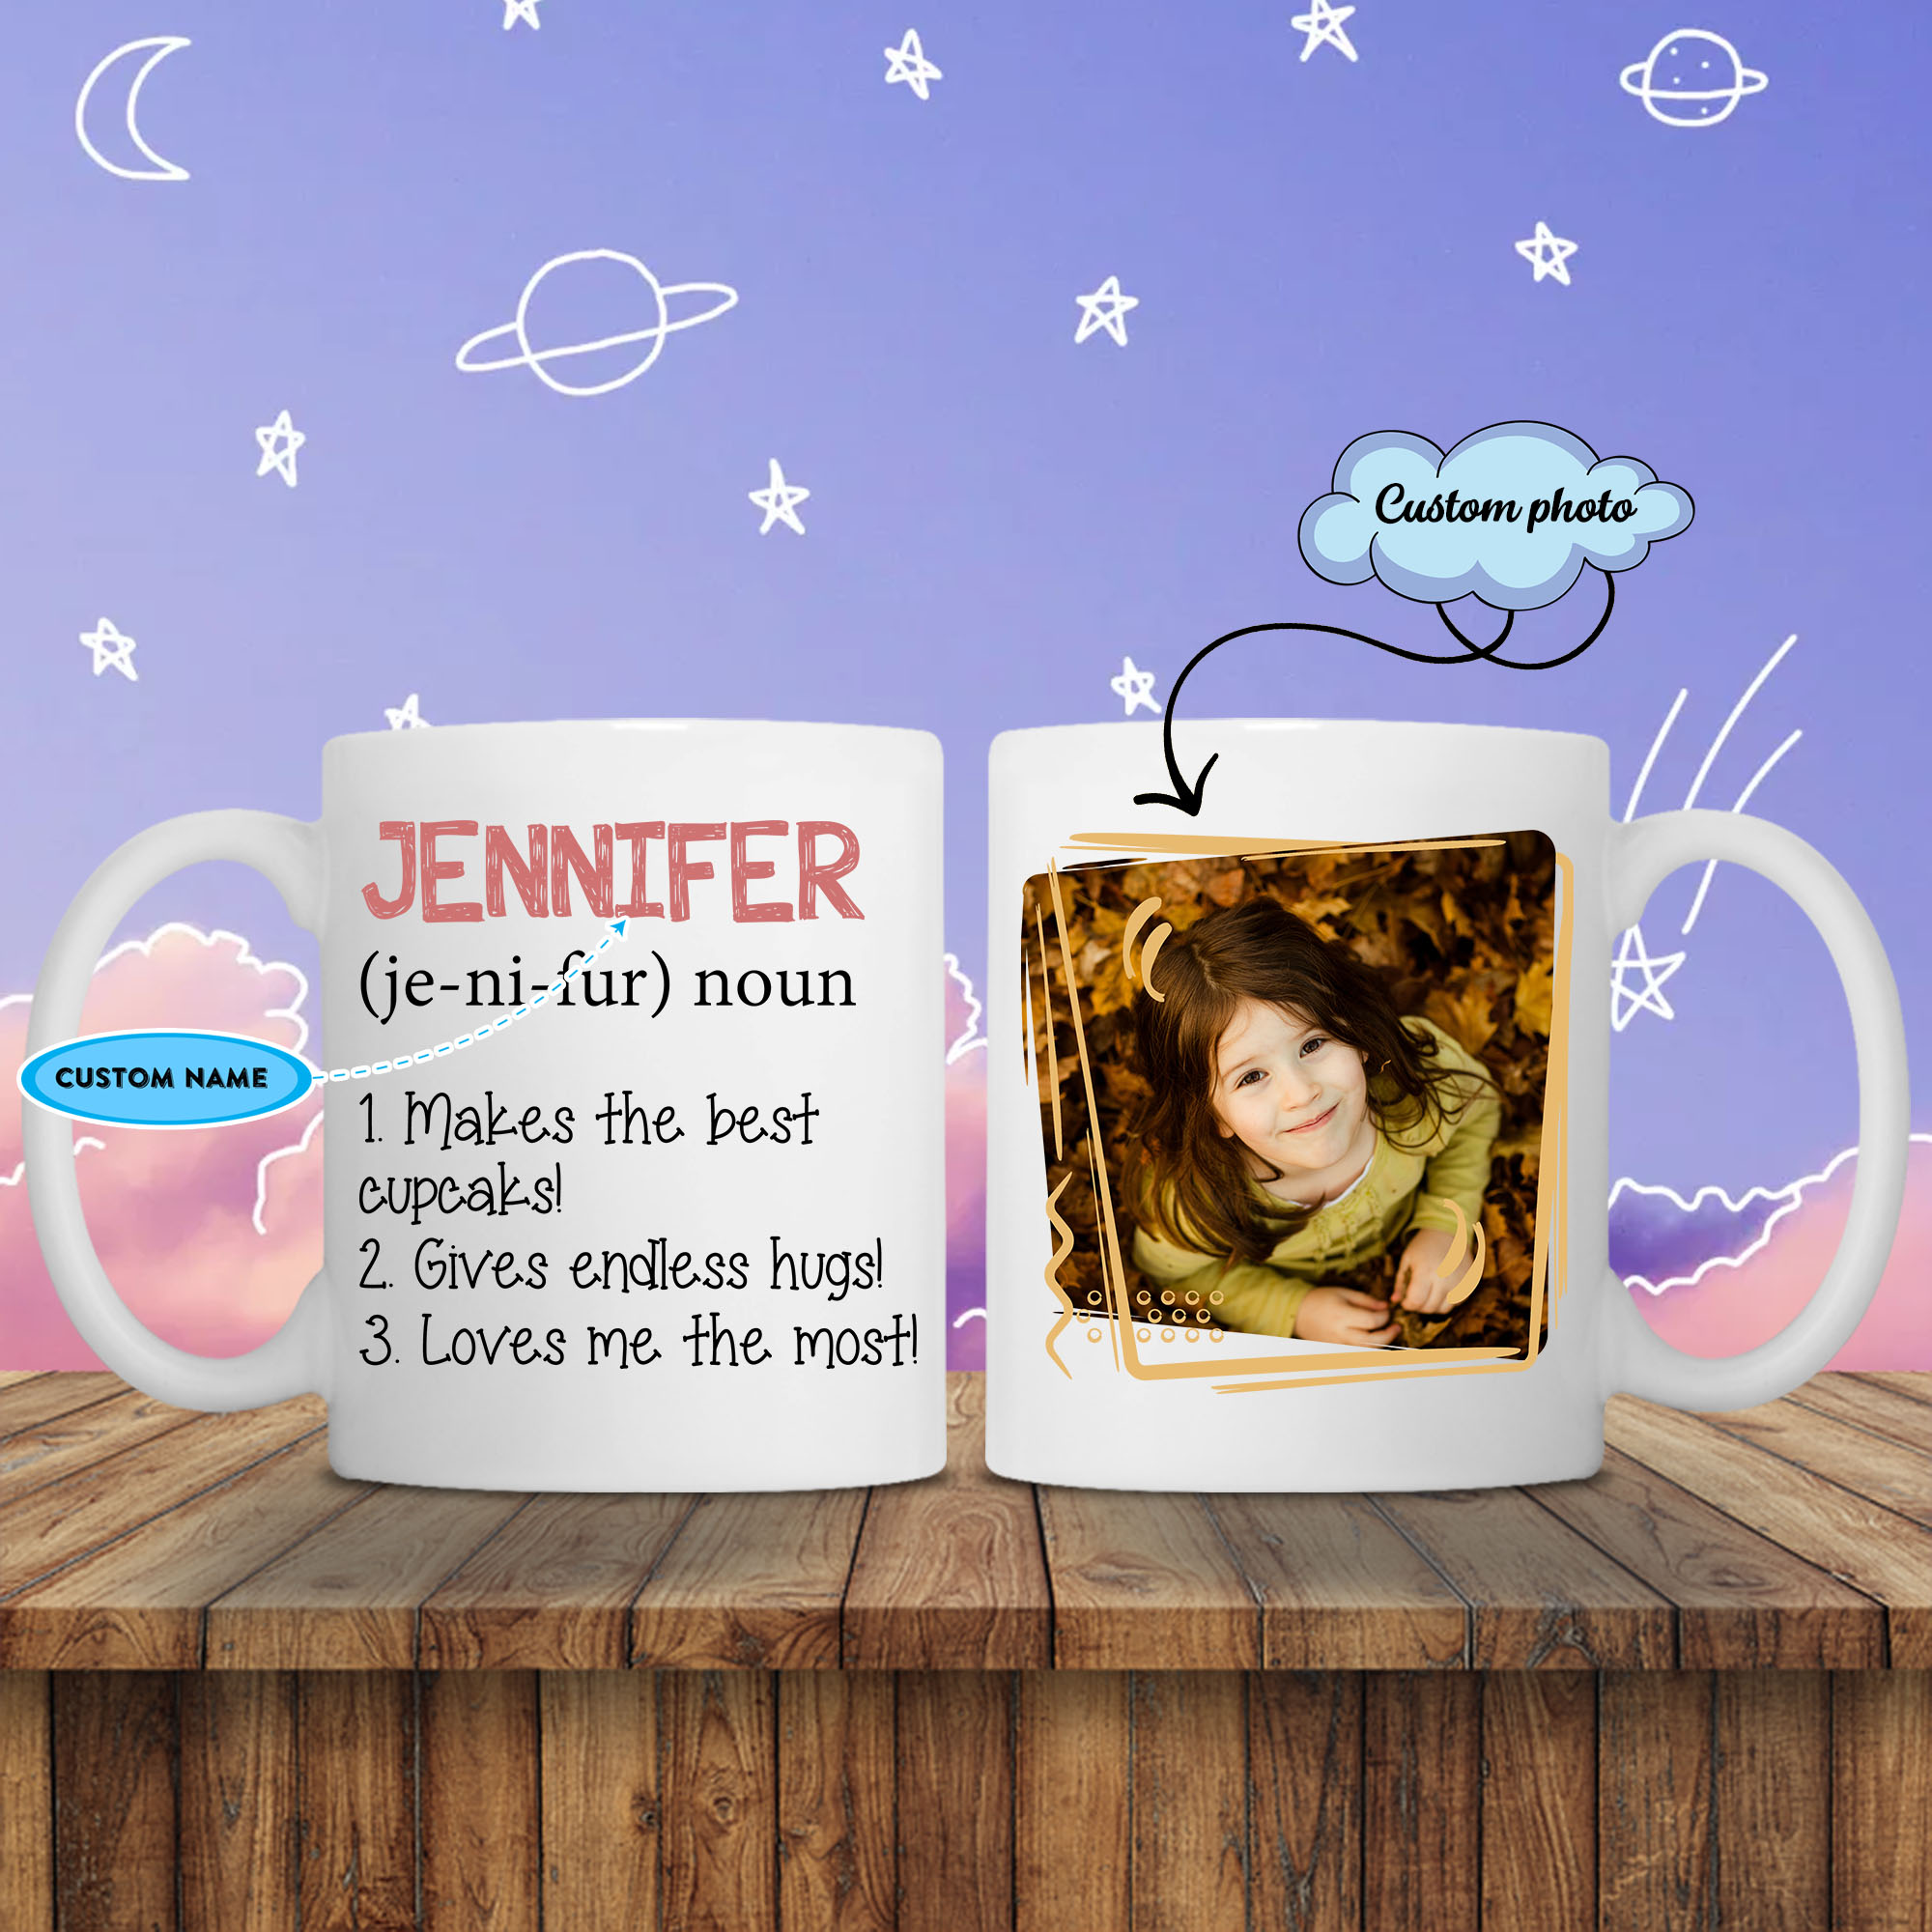 Custom photo
JENNIFER
(je-ni-fur) noun
CUSTOM NAME
1. Makes the best
cupcaks!
2. Gives endless hugs!
3. Loves me the most!